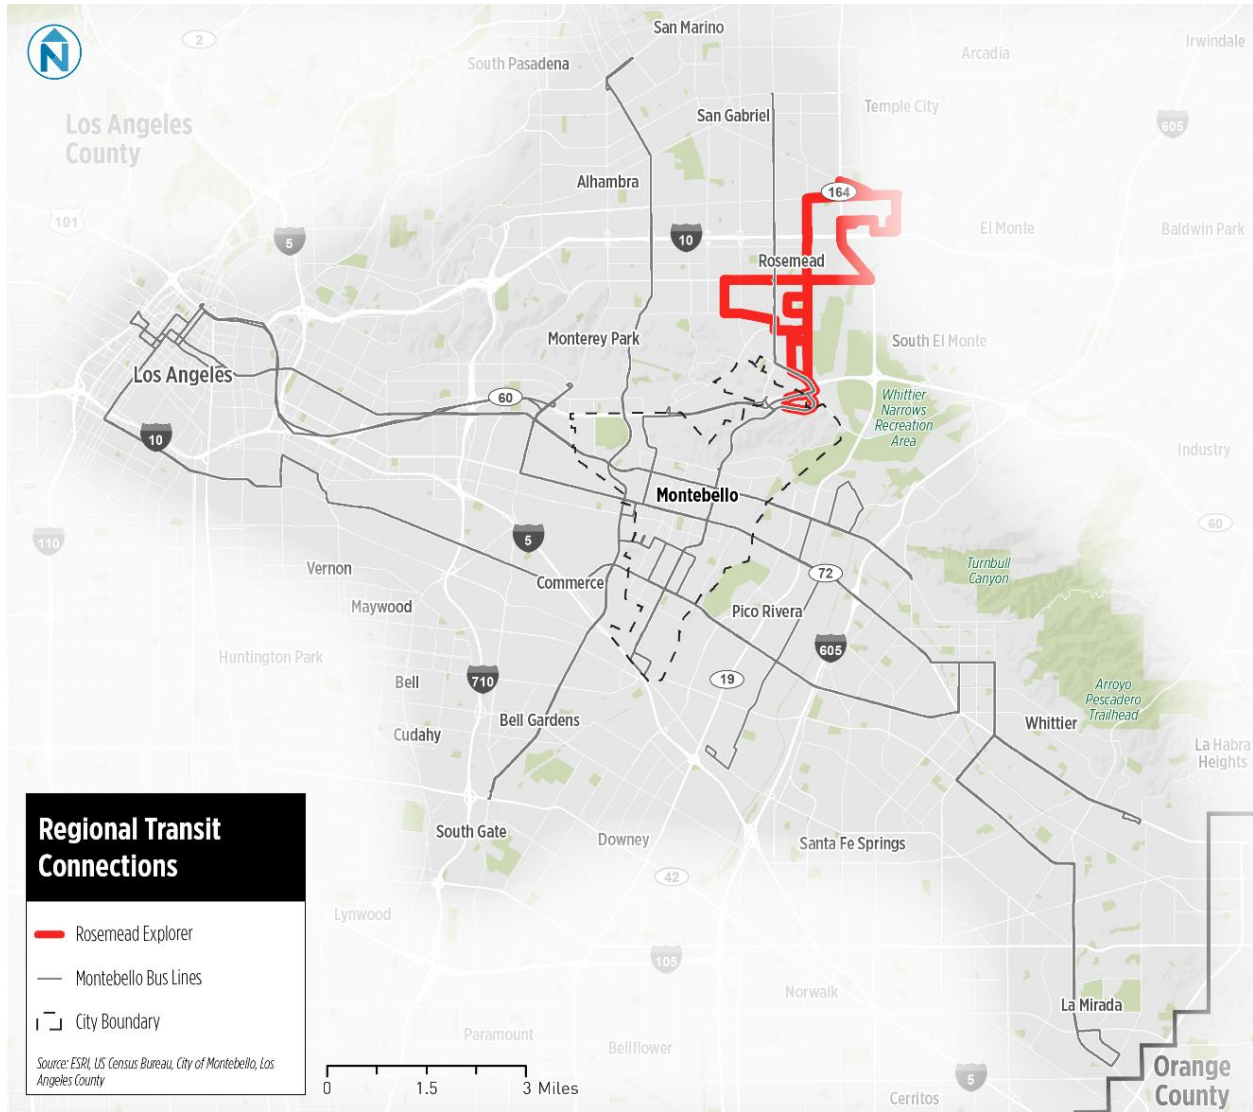 San Marino
2
N
Irwindale
Arcadia
South Pasadena
Temple City
San Gabriel
605
Los Angeles
County
Alhambra
164
101
El Monte
Baldwin Park
5
10
Rosemead
Monterey Park
South El Monte
Los Angeles
60
Whittier
Narrows
Recreation
Area
10
Industry
Montebello
60
110
5
Turnbull
Canyon
Vernon
Commerce
72
Maywood
Pico Rivera
605
Huntington Park
Bell
710
19
Arroyo
Pescadero
Trailhead
Bell Gardens
Whittier
Cudahy
La Habra
Heights
South Gate
Downey
Santa Fe Springs
42
Lynwood
105
Norwalk
La Mirada
Paramount
Bellflower
5
Orange
County
Cerritos
Regional Transit
Connections
Rosemead Explorer
Montebello Bus Lines
City Boundary
Source: ESRI, US Census Bureau, City of Montebello, Los
Angeles County
0 1.5 3 Miles